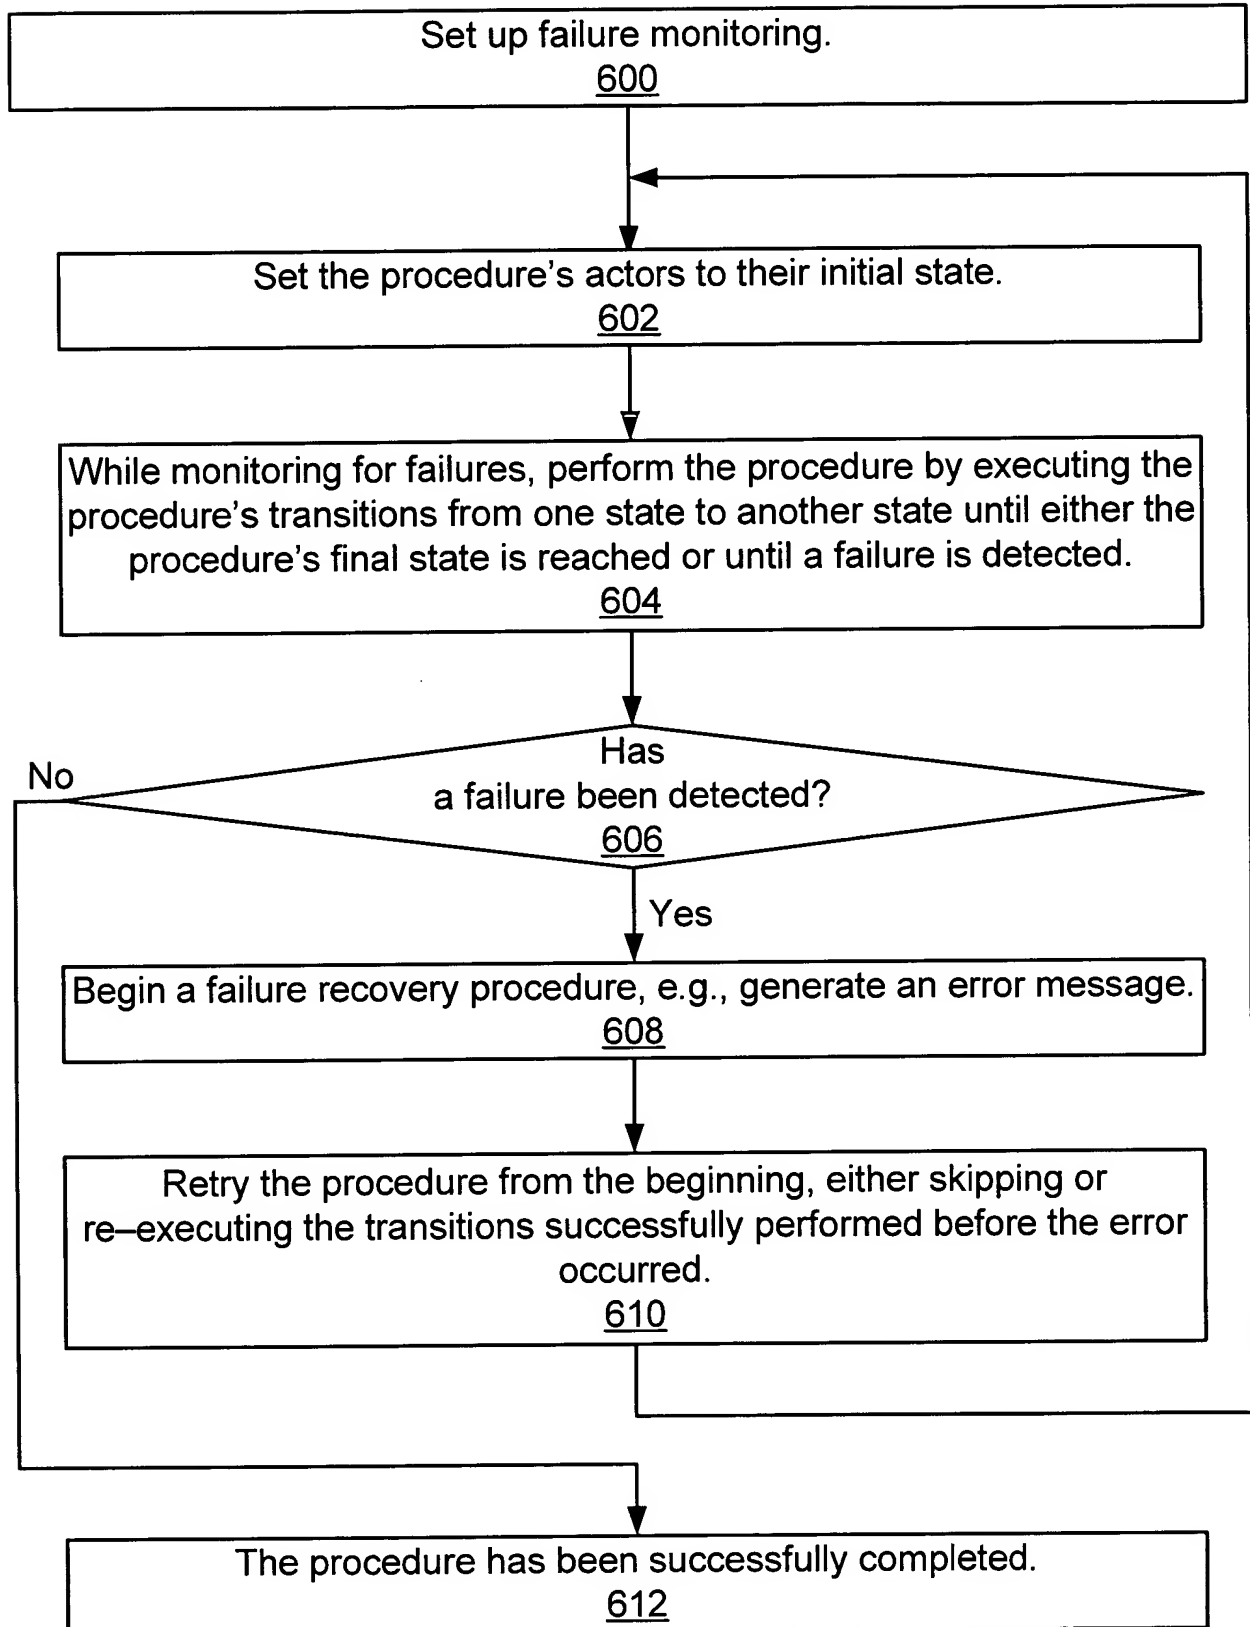 Set up failure monitoring.
600
Set the procedure's actors to their initial state.
602
While monitoring for failures, perform the procedure by executing the
procedure's transitions from one state to another state until either the
procedure's final state is reached or until a failure is detected.
604
Has
a failure been detected?
606
No
Yes
Begin a failure recovery procedure, e.g., generate an error message.
608
Retry the procedure from the beginning, either skipping or
re–executing the transitions successfully performed before the error
occurred.
610
The procedure has been successfully completed.
612